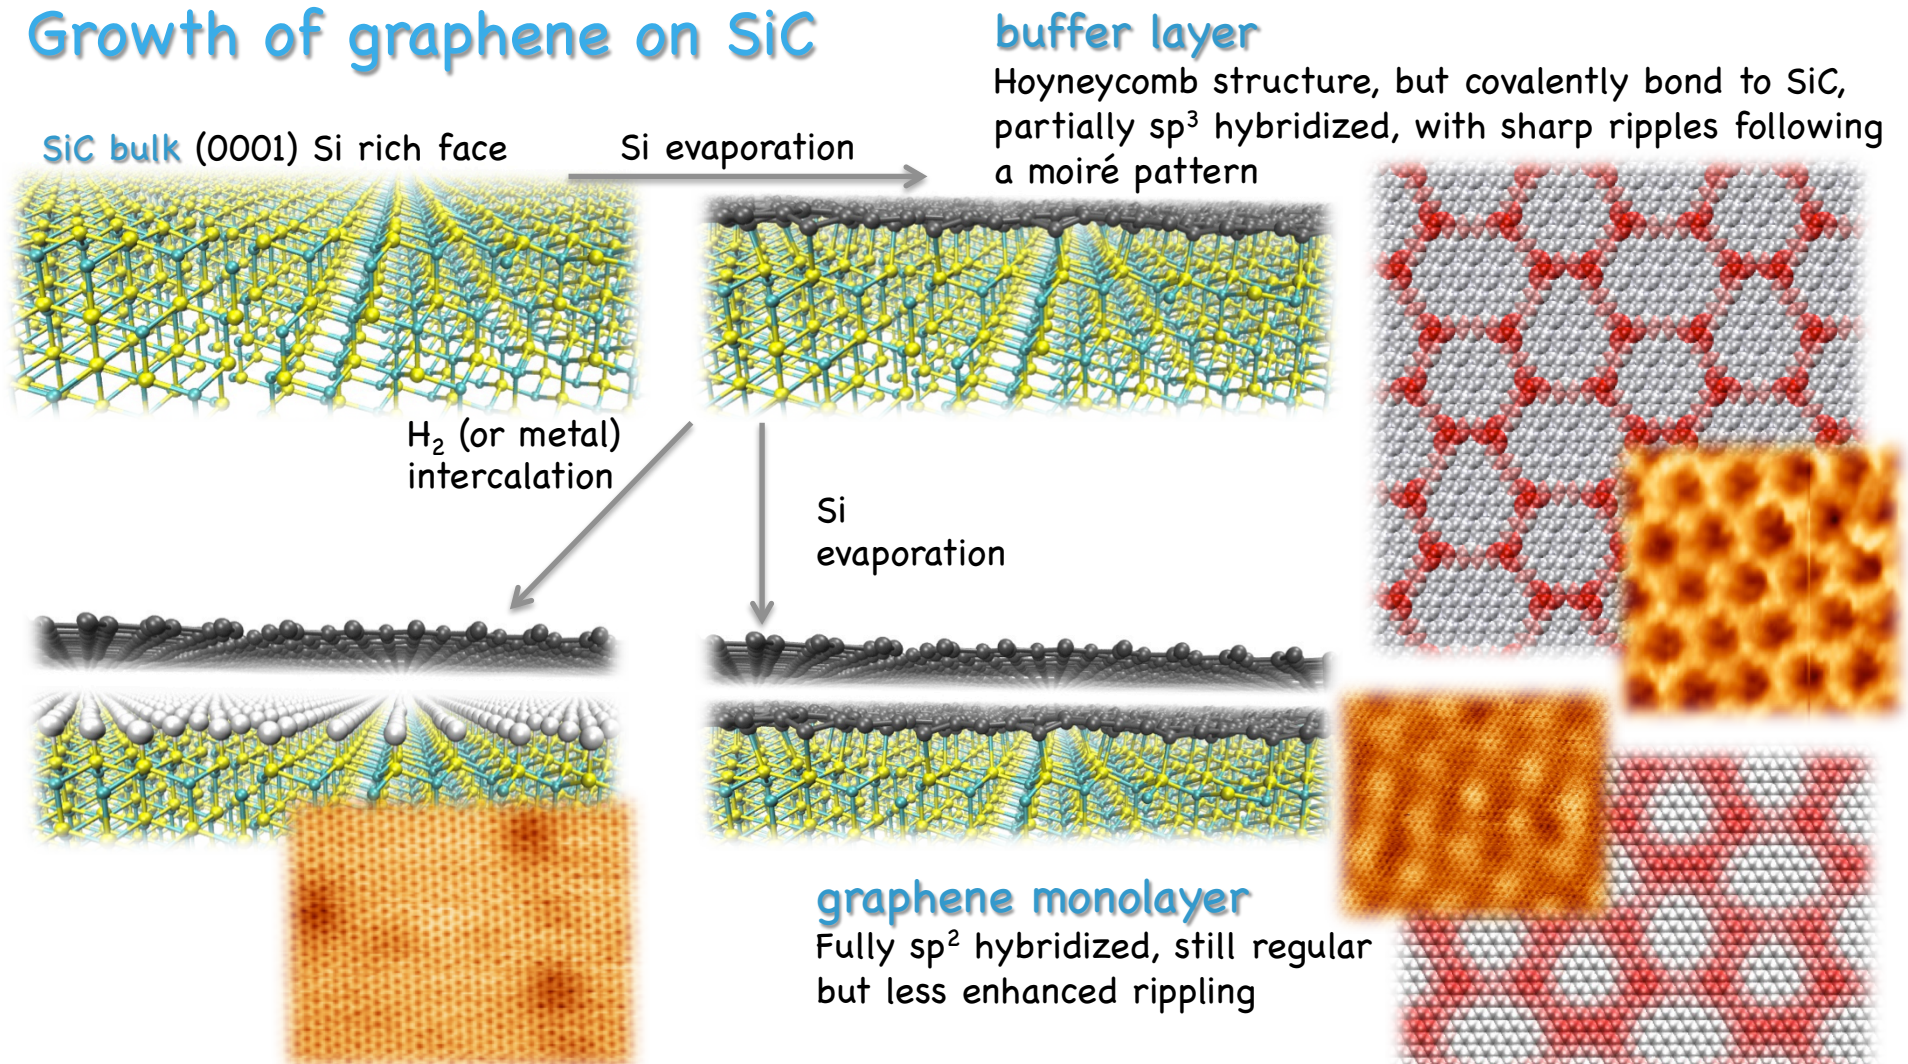 Growth of graphene on SiC
buffer layer
Hoyneycomb structure, but covalently bond to SiC,
partially sp³ hybridized, with sharp ripples following
a moiré pattern
SiC bulk (0001) Si rich face
Si evaporation
H₂ (or metal)
intercalation
Si
evaporation
graphene monolayer
Fully sp² hybridized, still regular
but less enhanced rippling